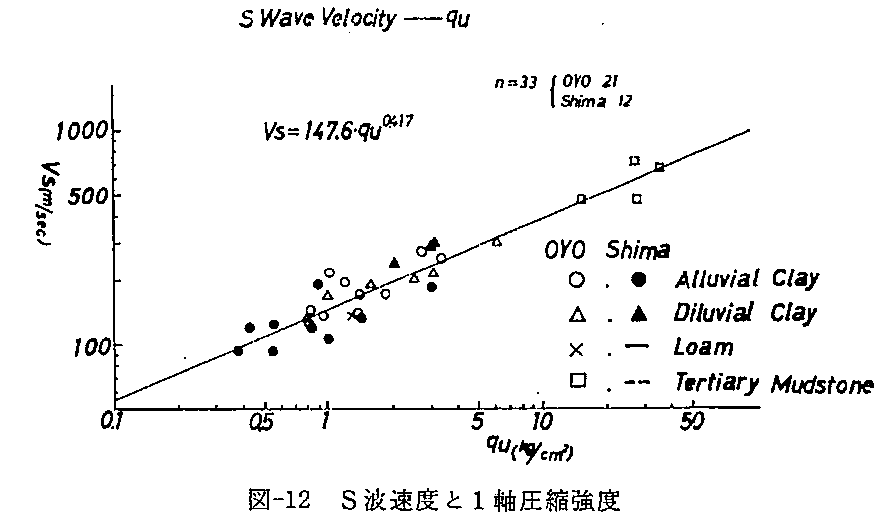 S Wave Velocity — qu
n=33 { OYO 21
Shima 12
Vs=147.6·qu^0.417
1000
500
100
Vs(m/sec)
0.1 0.5 1 5 10 50
qu(kg/cm²)
OYO Shima
○ . ● Alluvial Clay
△ . ▲ Diluvial Clay
× . — Loam
□ . -- Tertiary Mudstone
図-12 S波速度と1軸圧縮強度